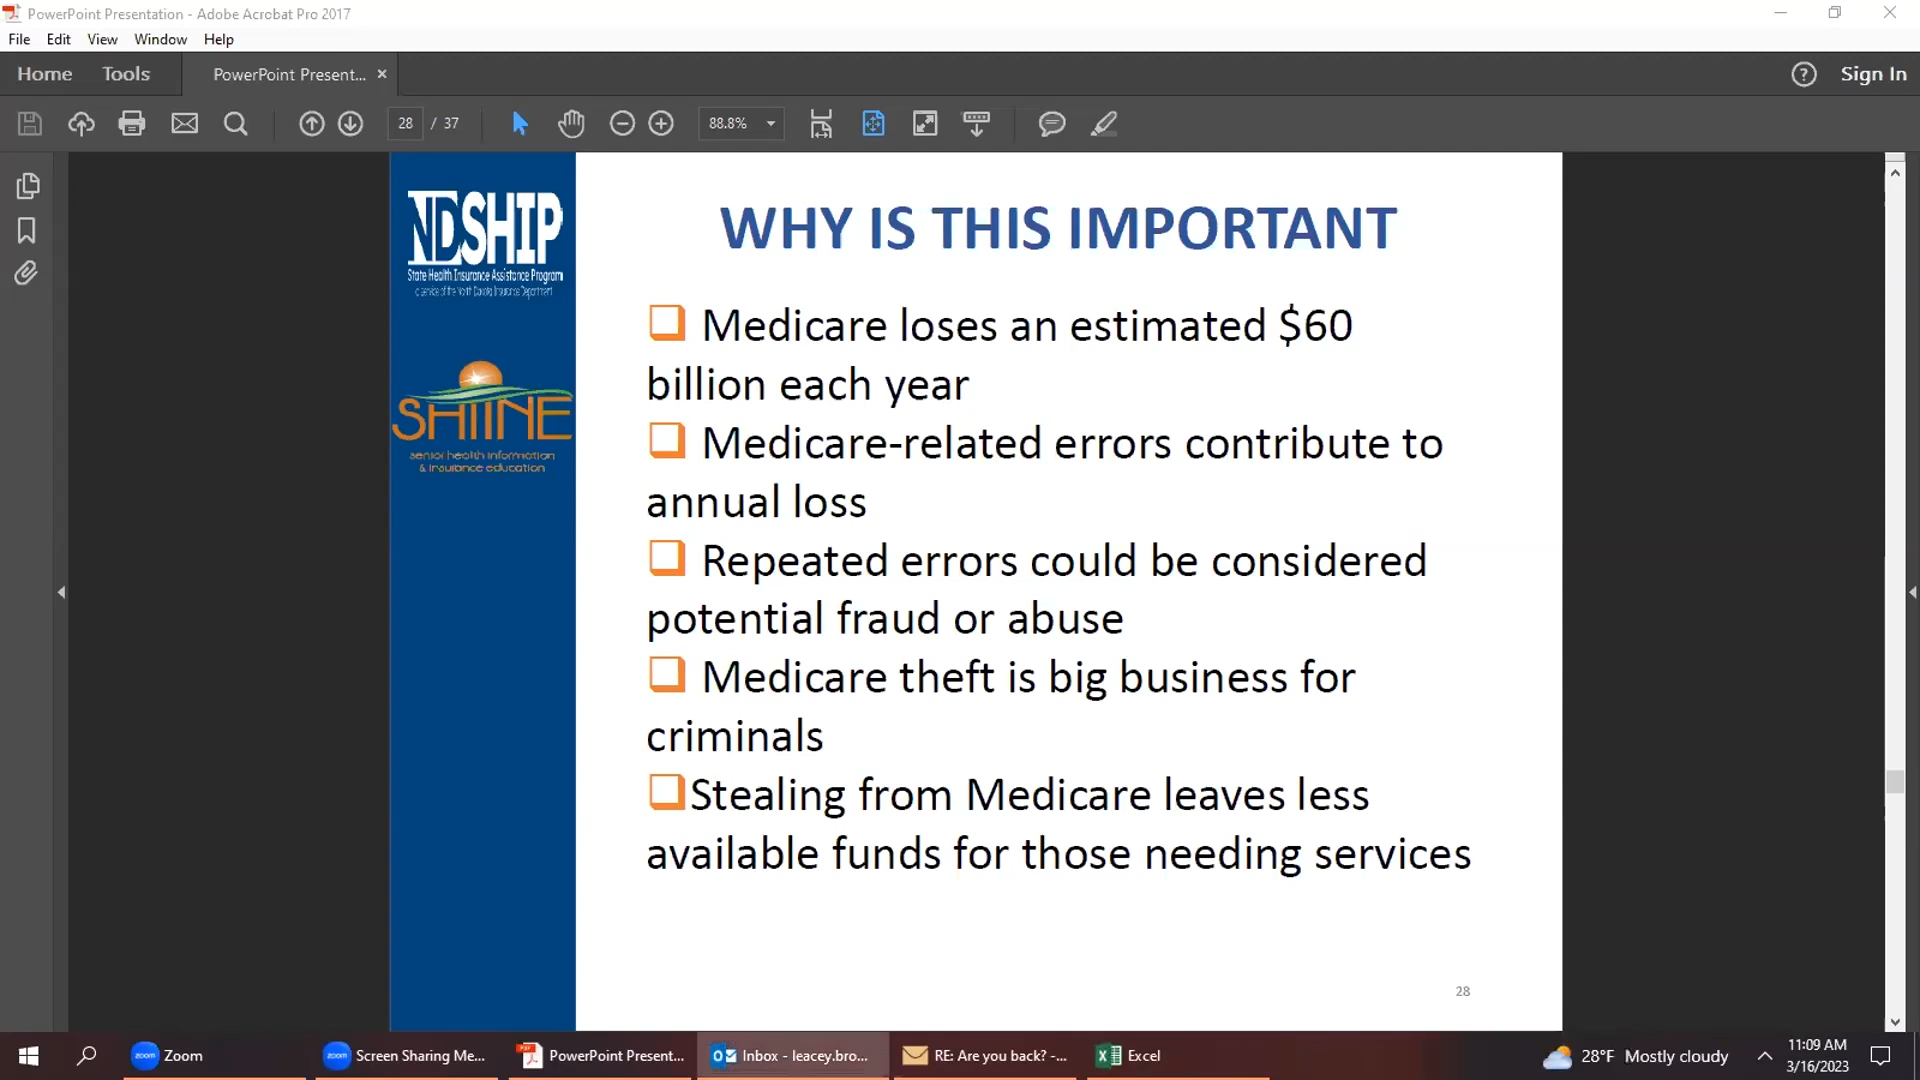 PowerPoint Presentation - Adobe Acrobat Pro 2017
File Edit View Window Help
Home Tools PowerPoint Present... × Sign In
28 / 37 88.8%
NDSHIP
State Health Insurance Assistance Program
a service of the North Dakota Insurance Department
SHIINE
senior health information
& insurance education
WHY IS THIS IMPORTANT
Medicare loses an estimated $60
billion each year
Medicare-related errors contribute to
annual loss
Repeated errors could be considered
potential fraud or abuse
Medicare theft is big business for
criminals
Stealing from Medicare leaves less
available funds for those needing services
28
zoom Zoom zoom Screen Sharing Me... PowerPoint Present... Inbox - leacey.bro... RE: Are you back? -... Excel 28°F Mostly cloudy 11:09 AM
3/16/2023